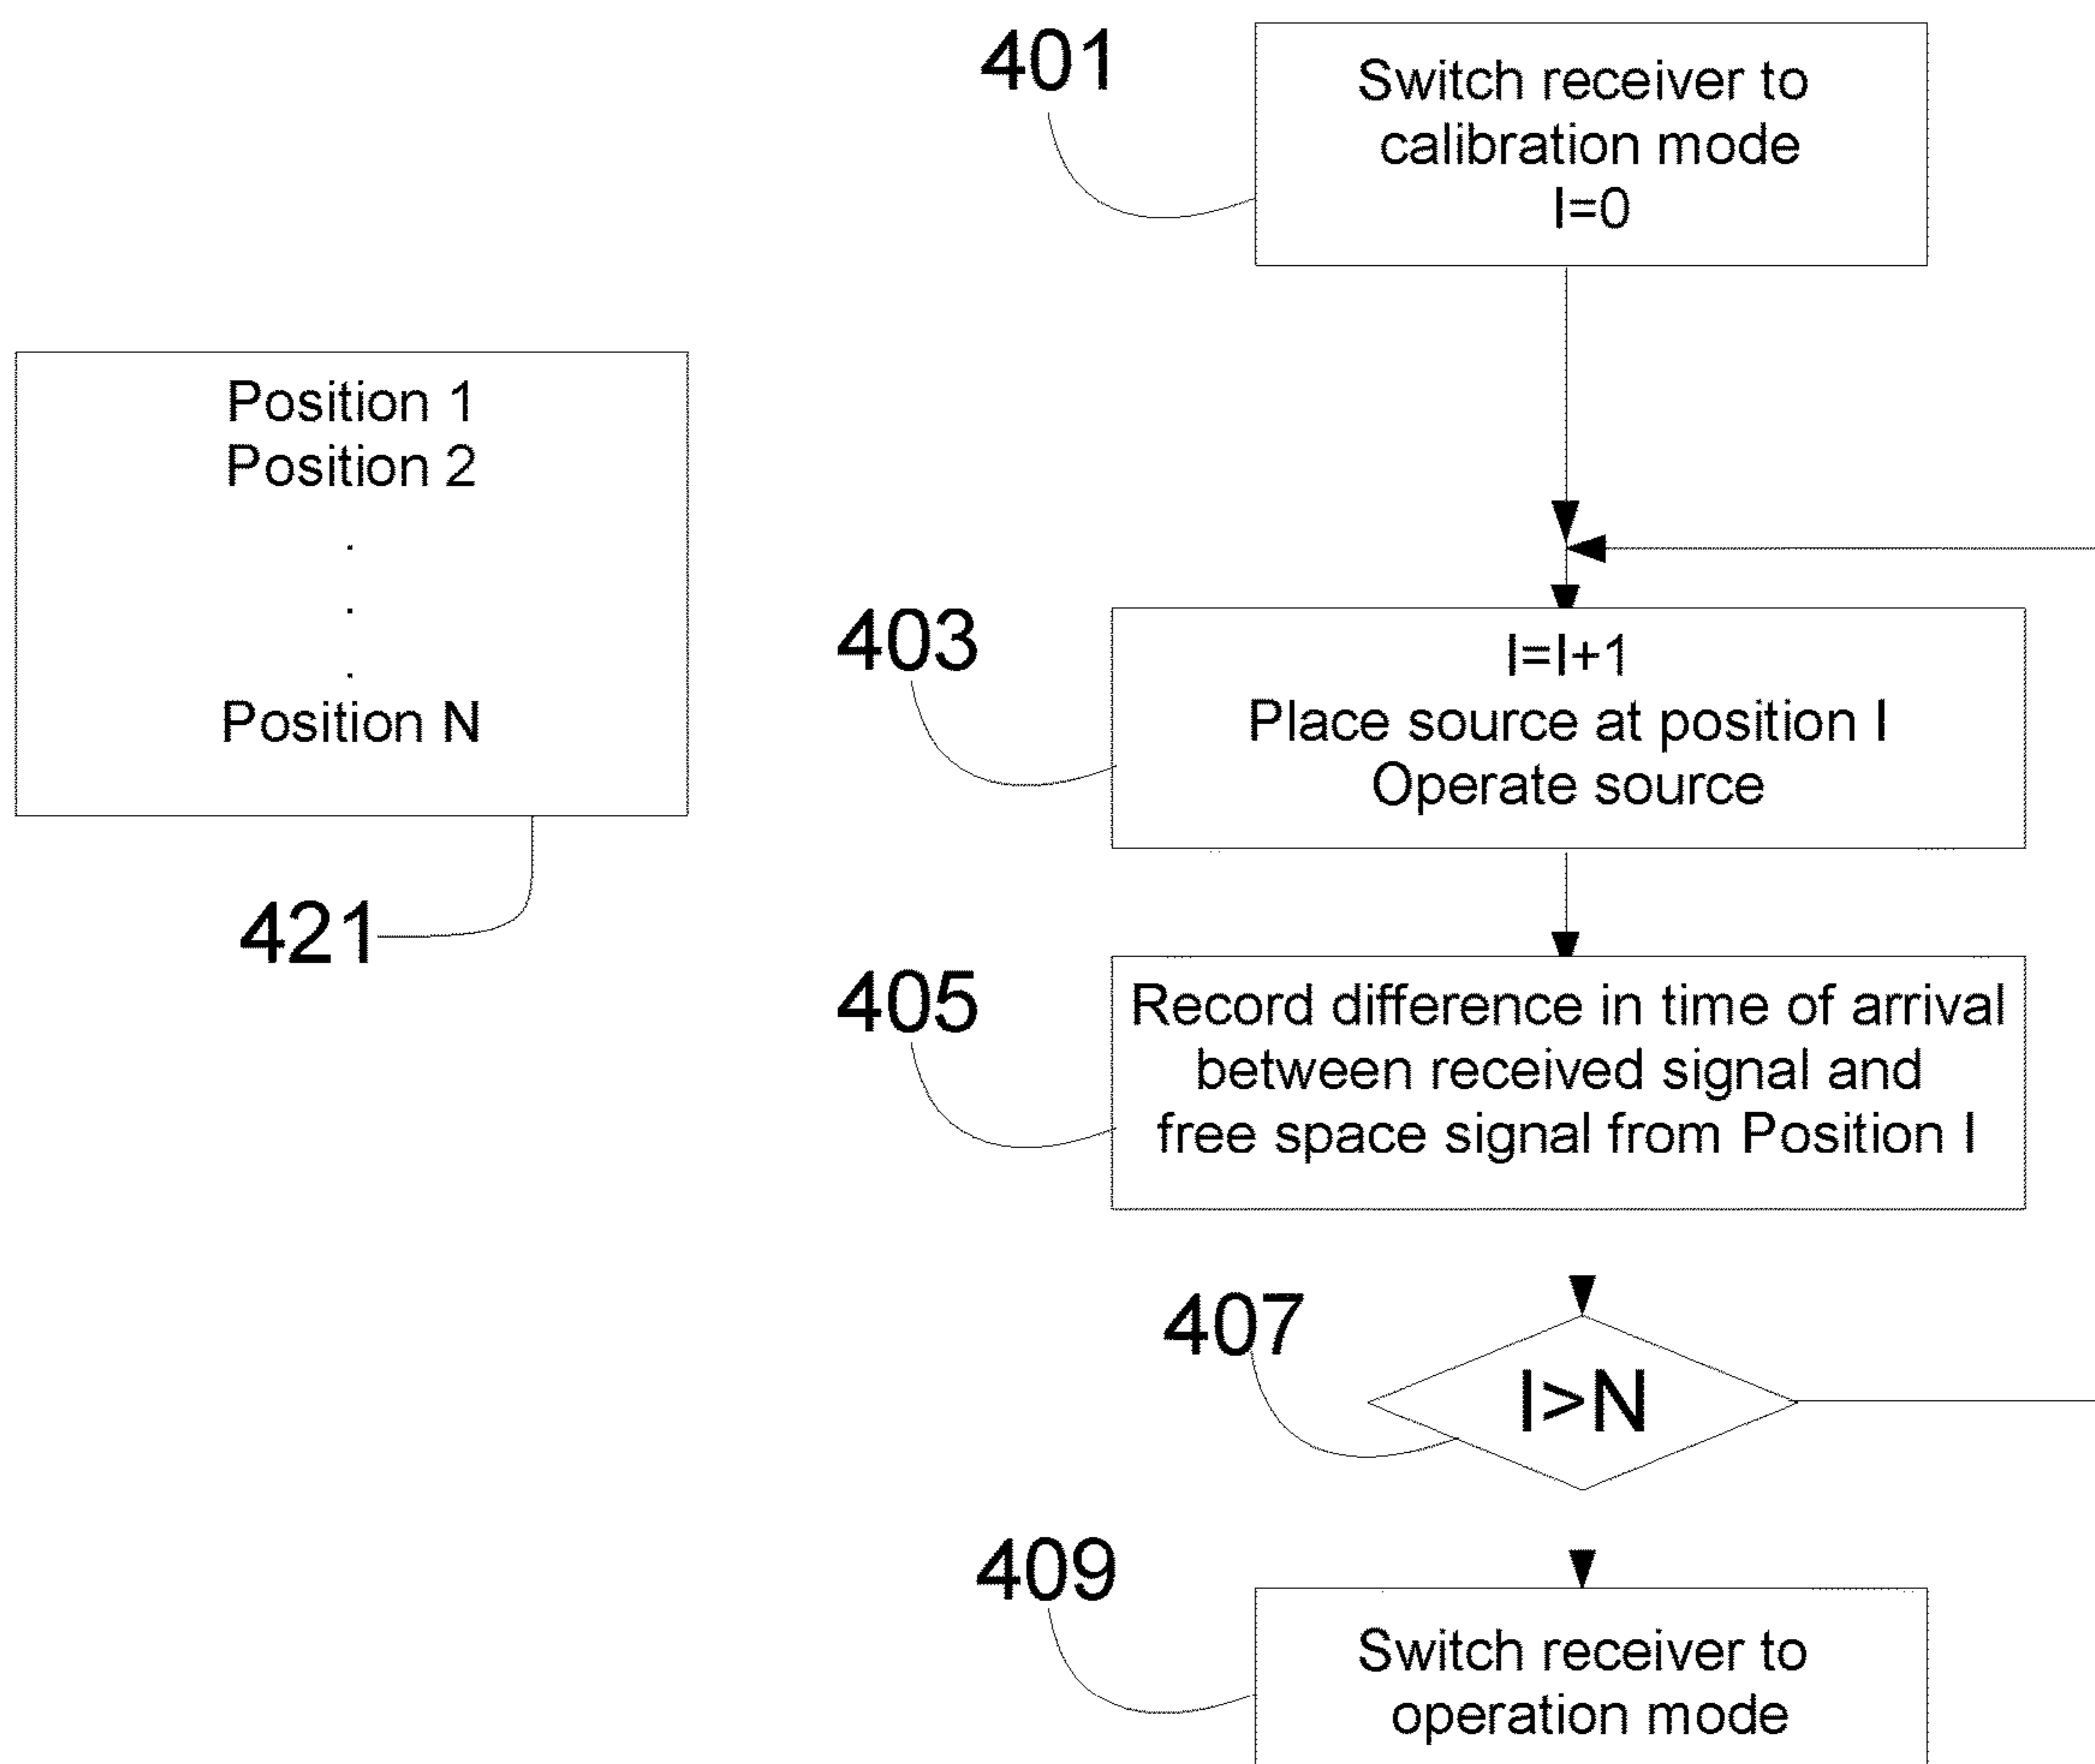 401
Switch receiver to
calibration mode
I=0
Position 1
Position 2
.
.
.
Position N
421
403
I=I+1
Place source at position I
Operate source
405
Record difference in time of arrival
between received signal and
free space signal from Position I
407
I>N
409
Switch receiver to
operation mode